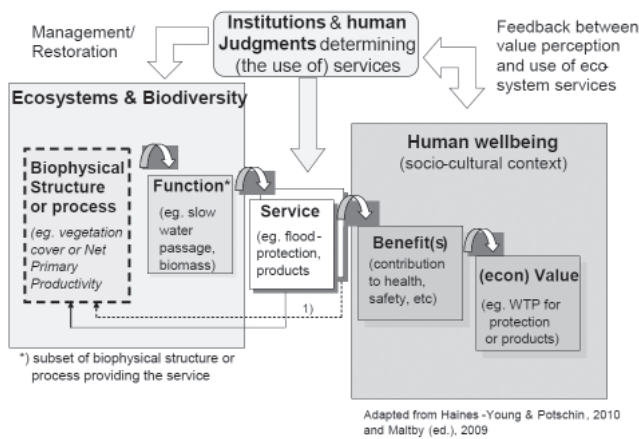 Management/
Restoration
Institutions & human
Judgments determining
(the use of) services
Feedback between
value perception
and use of eco-
system services
Ecosystems & Biodiversity
Biophysical
Structure
or process
(eg. vegetation
cover or Net
Primary
Productivity
Function*
(eg. slow
water
passage,
biomass)
Service
(eg. flood-
protection,
products
Human wellbeing
(socio-cultural context)
Benefit(s)
(contribution
to health,
safety, etc)
(econ) Value
(eg. WTP for
protection
or products)
1)
*) subset of biophysical structure or
process providing the service
Adapted from Haines -Young & Potschin, 2010
and Maltby (ed.), 2009